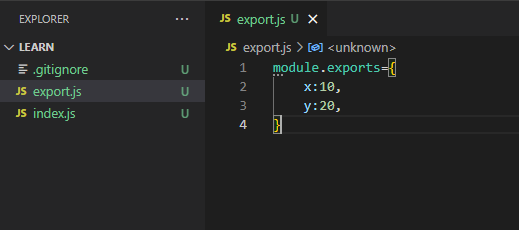 EXPLORER ...
LEARN
.gitignore U
JS export.js U
JS index.js U
JS export.js U ×
JS export.js > <unknown>
1 module.exports={
2     x:10,
3     y:20,
4 }